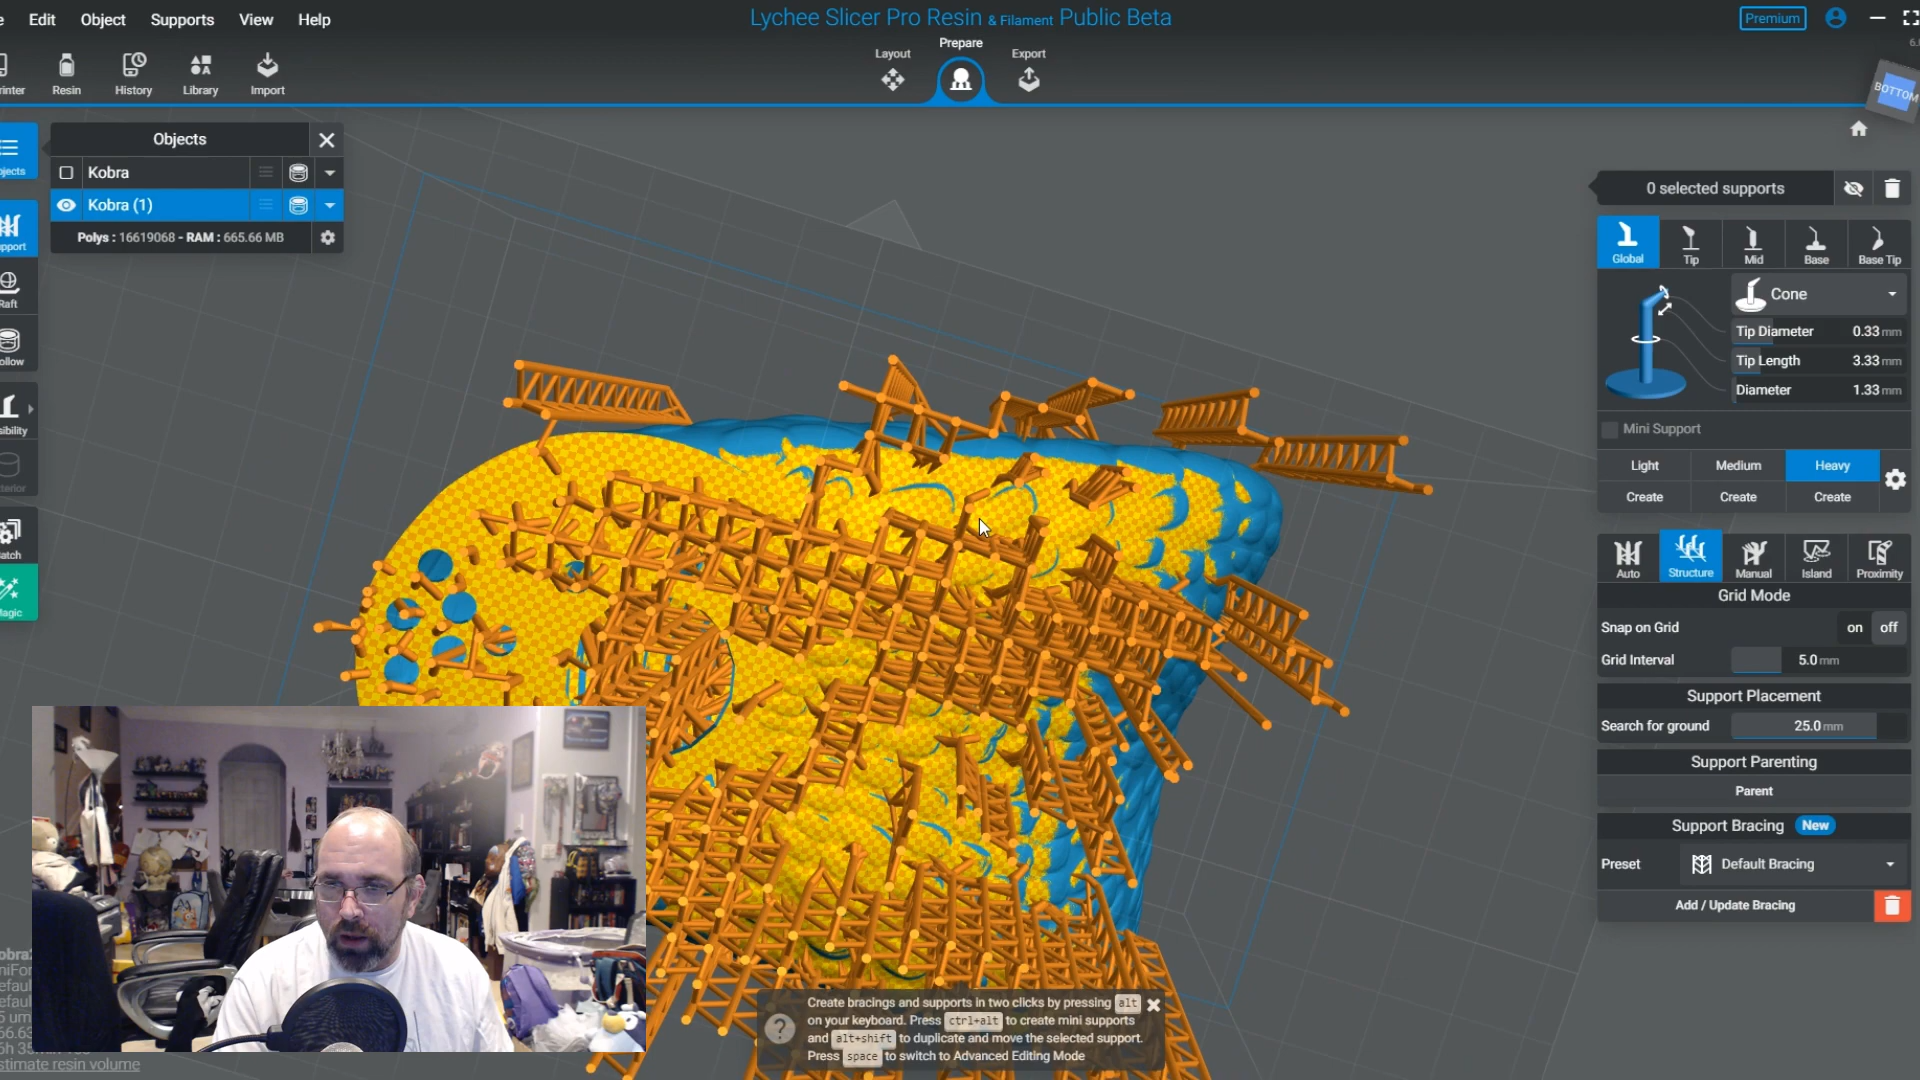 Edit Object Supports View Help
Lychee Slicer Pro Resin & Filament Public Beta
Premium
Resin History Library Import
Layout Prepare Export
BOTTOM
Objects
Kobra
Kobra (1)
Polys : 16619068 - RAM : 665.66 MB
0 selected supports
Global Tip Mid Base Base Tip
Cone
Tip Diameter 0.33 mm
Tip Length 3.33 mm
Diameter 1.33 mm
Mini Support
Light Medium Heavy
Create Create Create
Auto Structure Manual Island Proximity
Grid Mode
Snap on Grid on off
Grid Interval 5.0 mm
Support Placement
Search for ground 25.0 mm
Support Parenting
Parent
Support Bracing New
Preset Default Bracing
Add / Update Bracing
Create bracings and supports in two clicks by pressing alt
on your keyboard. Press ctrl+alt to create mini supports
and alt+shift to duplicate and move the selected support.
Press space to switch to Advanced Editing Mode
stimate resin volume